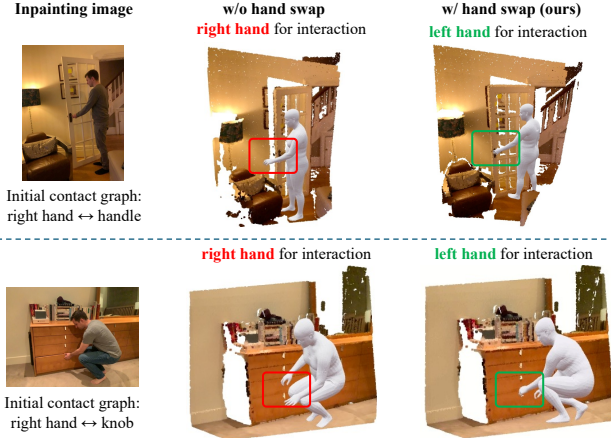 Inpainting image
w/o hand swap
w/ hand swap (ours)
right hand for interaction
left hand for interaction
Initial contact graph:
right hand ↔ handle
right hand for interaction
left hand for interaction
Initial contact graph:
right hand ↔ knob